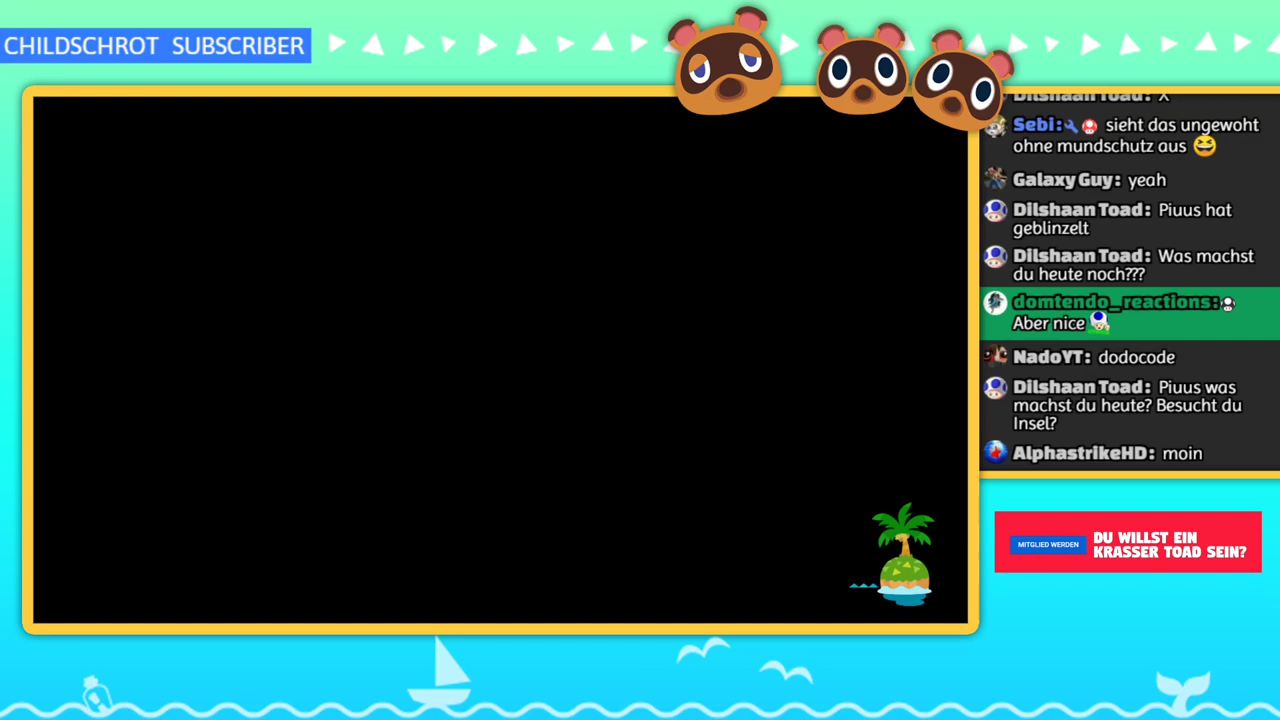 CHILDSCHROT SUBSCRIBER
Dilshaan Toad: X
Sebi: sieht das ungewoht
ohne mundschutz aus
Galaxy Guy: yeah
Dilshaan Toad: Piuus hat
geblinzelt
Dilshaan Toad: Was machst
du heute noch???
domtendo_reactions:
Aber nice
NadoYT: dodocode
Dilshaan Toad: Piuus was
machst du heute? Besucht du
Insel?
AlphastrikeHD: moin
MITGLIED WERDEN
DU WILLST EIN
KRASSER TOAD SEIN?